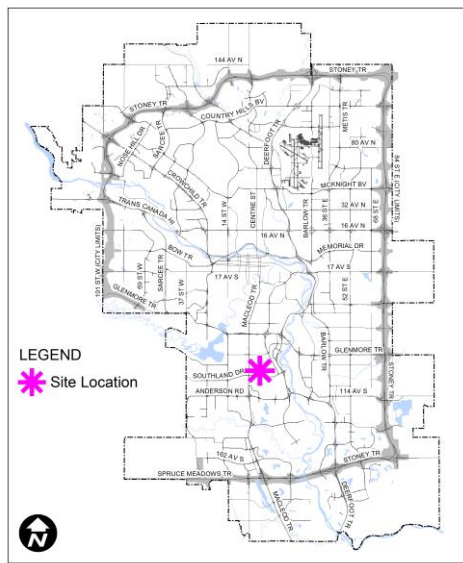 144 AV N
STONEY TR
STONEY TR
COUNTRY HILLS BV
SARCEE TR
NOSE HILL DR
DEERFOOT TR
METIS TR
80 AV N
CROWCHILD TR
84 ST E (CITY LIMITS)
MCKNIGHT BV
TRANS CANADA HI
14 ST W
CENTRE ST
BARLOW TR
36 ST E
32 AV N
68 ST E
16 AV N
16 AV N
MEMORIAL DR
BOW TR
101 ST W (CITY LIMITS)
69 ST W
SARCEE TR
37 ST W
17 AV S
17 AV S
52 ST E
MACLEOD TR
GLENMORE TR
BARLOW TR
GLENMORE TR
LEGEND
Site Location
SOUTHLAND DR
ANDERSON RD
114 AV S
STONEY TR
162 AV S
STONEY TR
SPRUCE MEADOWS TR
MACLEOD TR
DEERFOOT TR
N